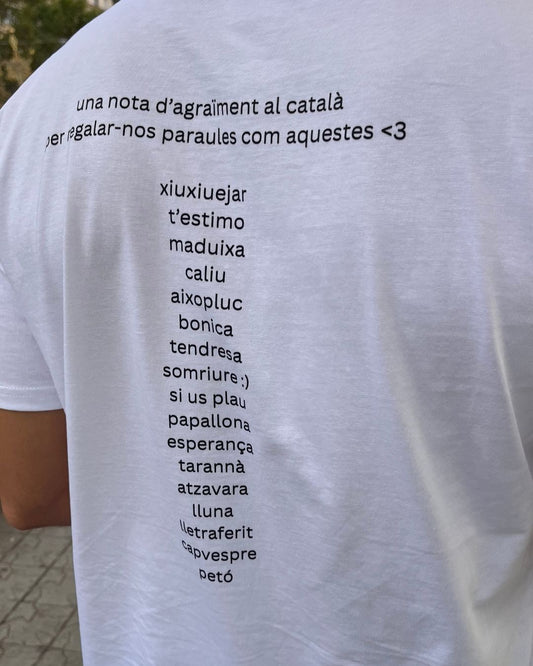 una nota d'agraïment al català
per regalar-nos paraules com aquestes <3
xiuxiuejar
t'estimo
maduixa
caliu
aixopluc
bonica
tendresa
somriure :)
si us plau
papallona
esperança
tarannà
atzavara
lluna
lletraferit
capvespre
petó